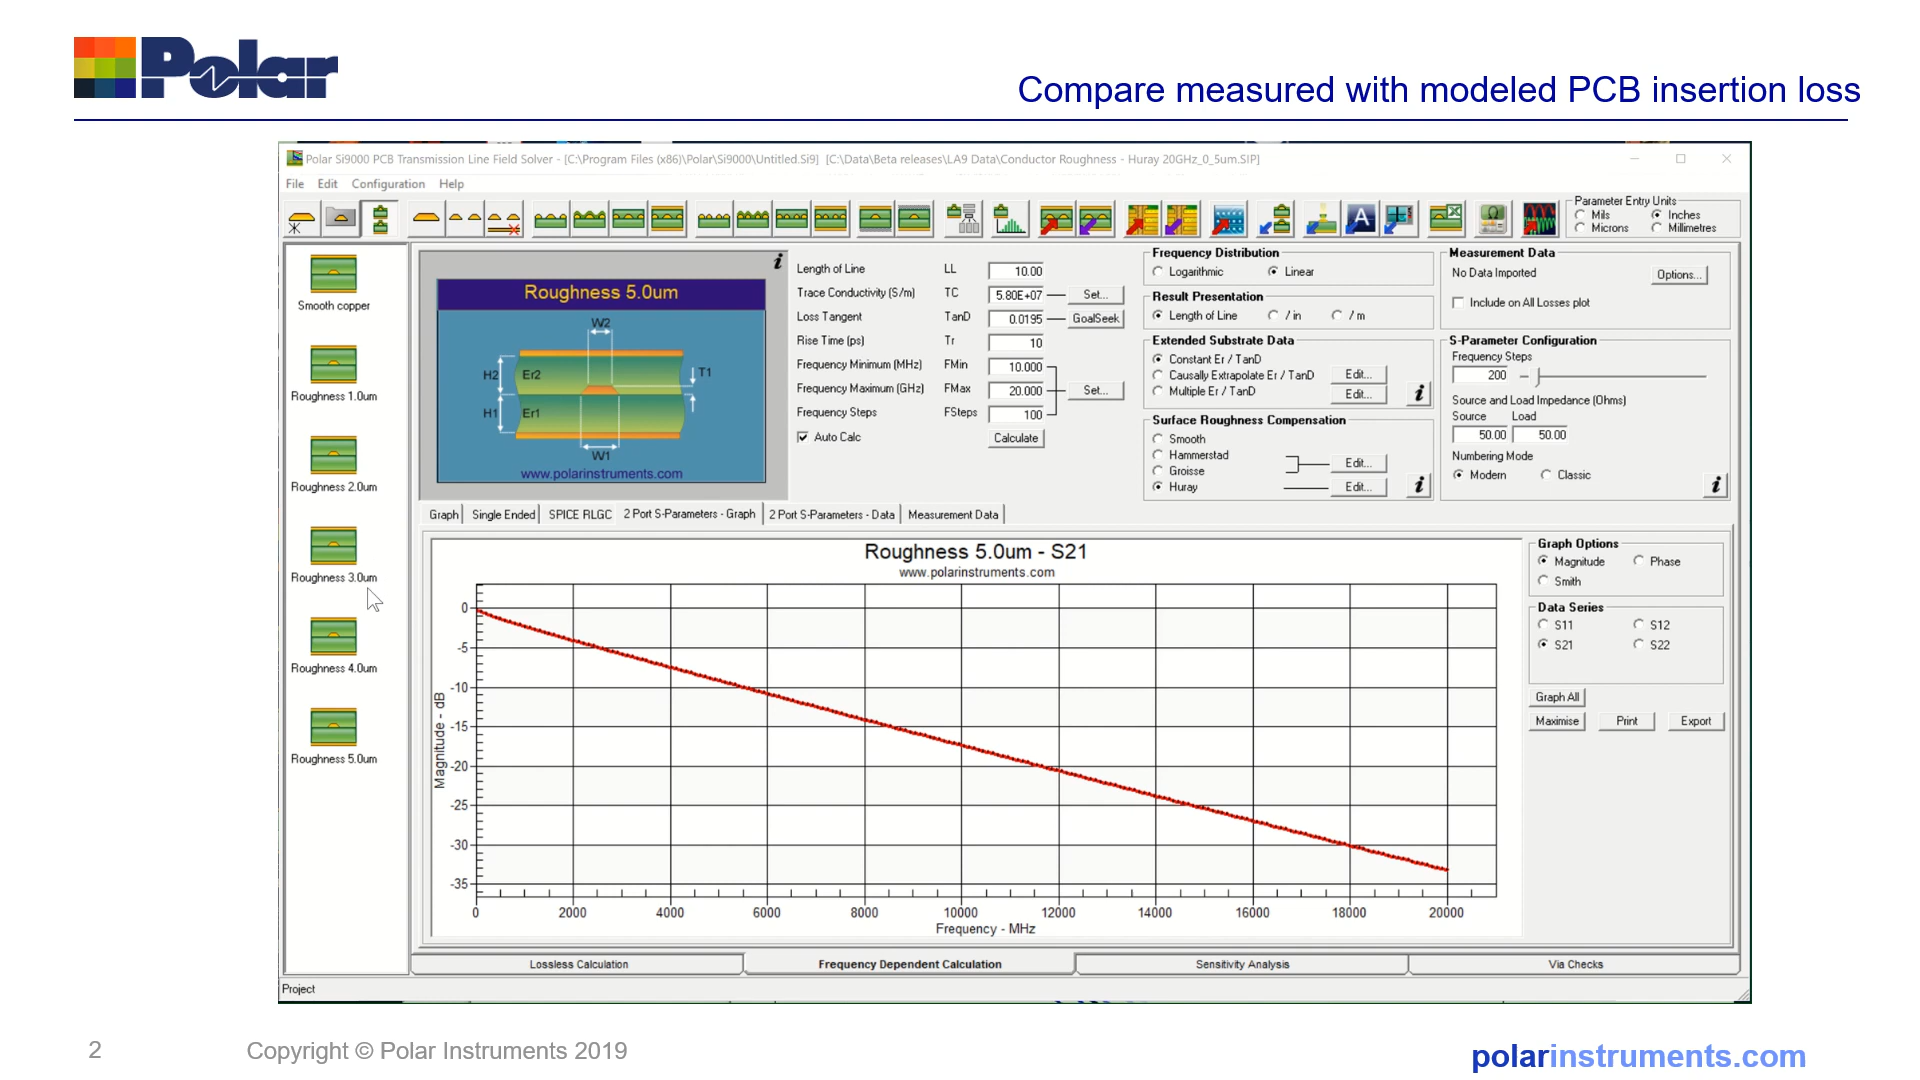 Polar
Compare measured with modeled PCB insertion loss
Polar Si9000 PCB Transmission Line Field Solver - [C:\Program Files (x86)\Polar\Si9000\Untitled.Si9] [C:\Data\Beta releases\LA9 Data\Conductor Roughness - Huray 20GHz_0_5um.SIP]
File Edit Configuration Help
Parameter Entry Units
Mils Inches
Microns Millimetres
Smooth copper
Roughness 1.0um
Roughness 2.0um
Roughness 3.0um
Roughness 4.0um
Roughness 5.0um
Roughness 5.0um
W2
H2 Er2 T1
H1 Er1
W1
www.polarinstruments.com
Length of Line LL 10.00
Trace Conductivity (S/m) TC 5.80E+07 Set...
Loss Tangent TanD 0.0195 GoalSeek
Rise Time (ps) Tr 10
Frequency Minimum (MHz) FMin 10.000
Frequency Maximum (GHz) FMax 20.000 Set...
Frequency Steps FSteps 100
Auto Calc Calculate
Frequency Distribution
Logarithmic Linear
Result Presentation
Length of Line / in / m
Extended Substrate Data
Constant Er / TanD
Causally Extrapolate Er / TanD Edit...
Multiple Er / TanD Edit...
Surface Roughness Compensation
Smooth
Hammerstad
Groisse Edit...
Huray Edit...
Measurement Data
No Data Imported Options...
Include on All Losses plot
S-Parameter Configuration
Frequency Steps
200
Source and Load Impedance (Ohms)
Source Load
50.00 50.00
Numbering Mode
Modern Classic
Graph Single Ended SPICE RLGC 2 Port S-Parameters - Graph 2 Port S-Parameters - Data Measurement Data
Roughness 5.0um - S21
www.polarinstruments.com
Magnitude - dB
0
-5
-10
-15
-20
-25
-30
-35
0 2000 4000 6000 8000 10000 12000 14000 16000 18000 20000
Frequency - MHz
Graph Options
Magnitude Phase
Smith
Data Series
S11 S12
S21 S22
Graph All
Maximise Print Export
Lossless Calculation Frequency Dependent Calculation Sensitivity Analysis Via Checks
Project
2 Copyright © Polar Instruments 2019 polarinstruments.com